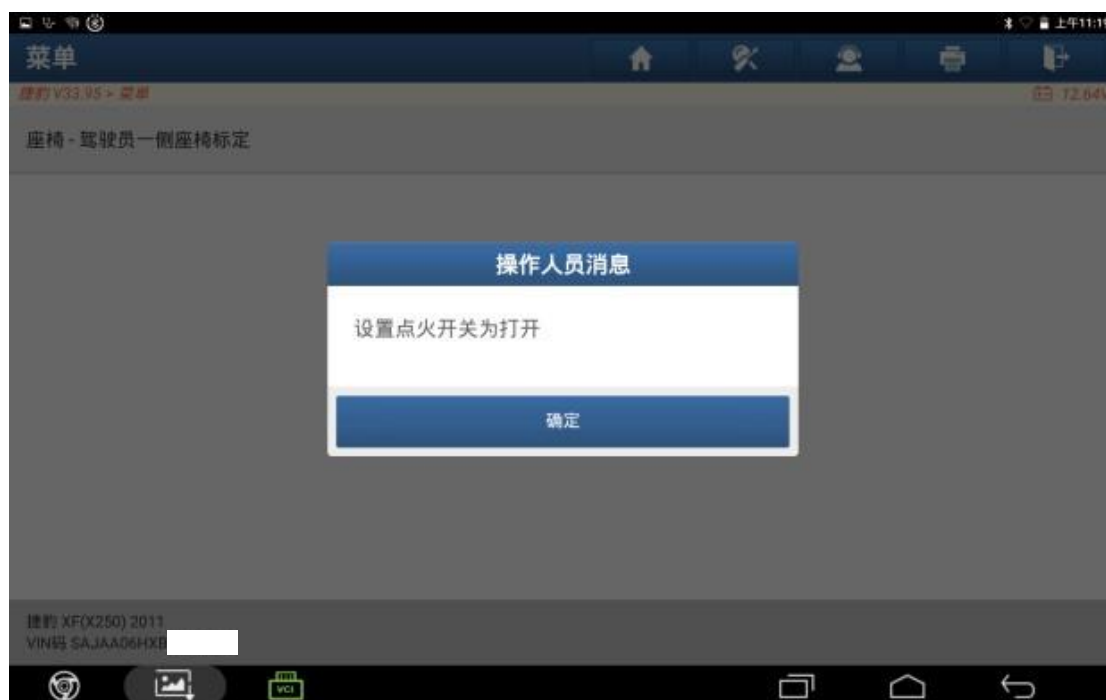 上午11:19
菜单
捷豹 V33.95 > 菜单
12.64V
座椅 - 驾驶员一侧座椅标定
操作人员消息
设置点火开关为打开
确定
捷豹 XF(X250) 2011
VIN码 SAJAA06HXB
VCI